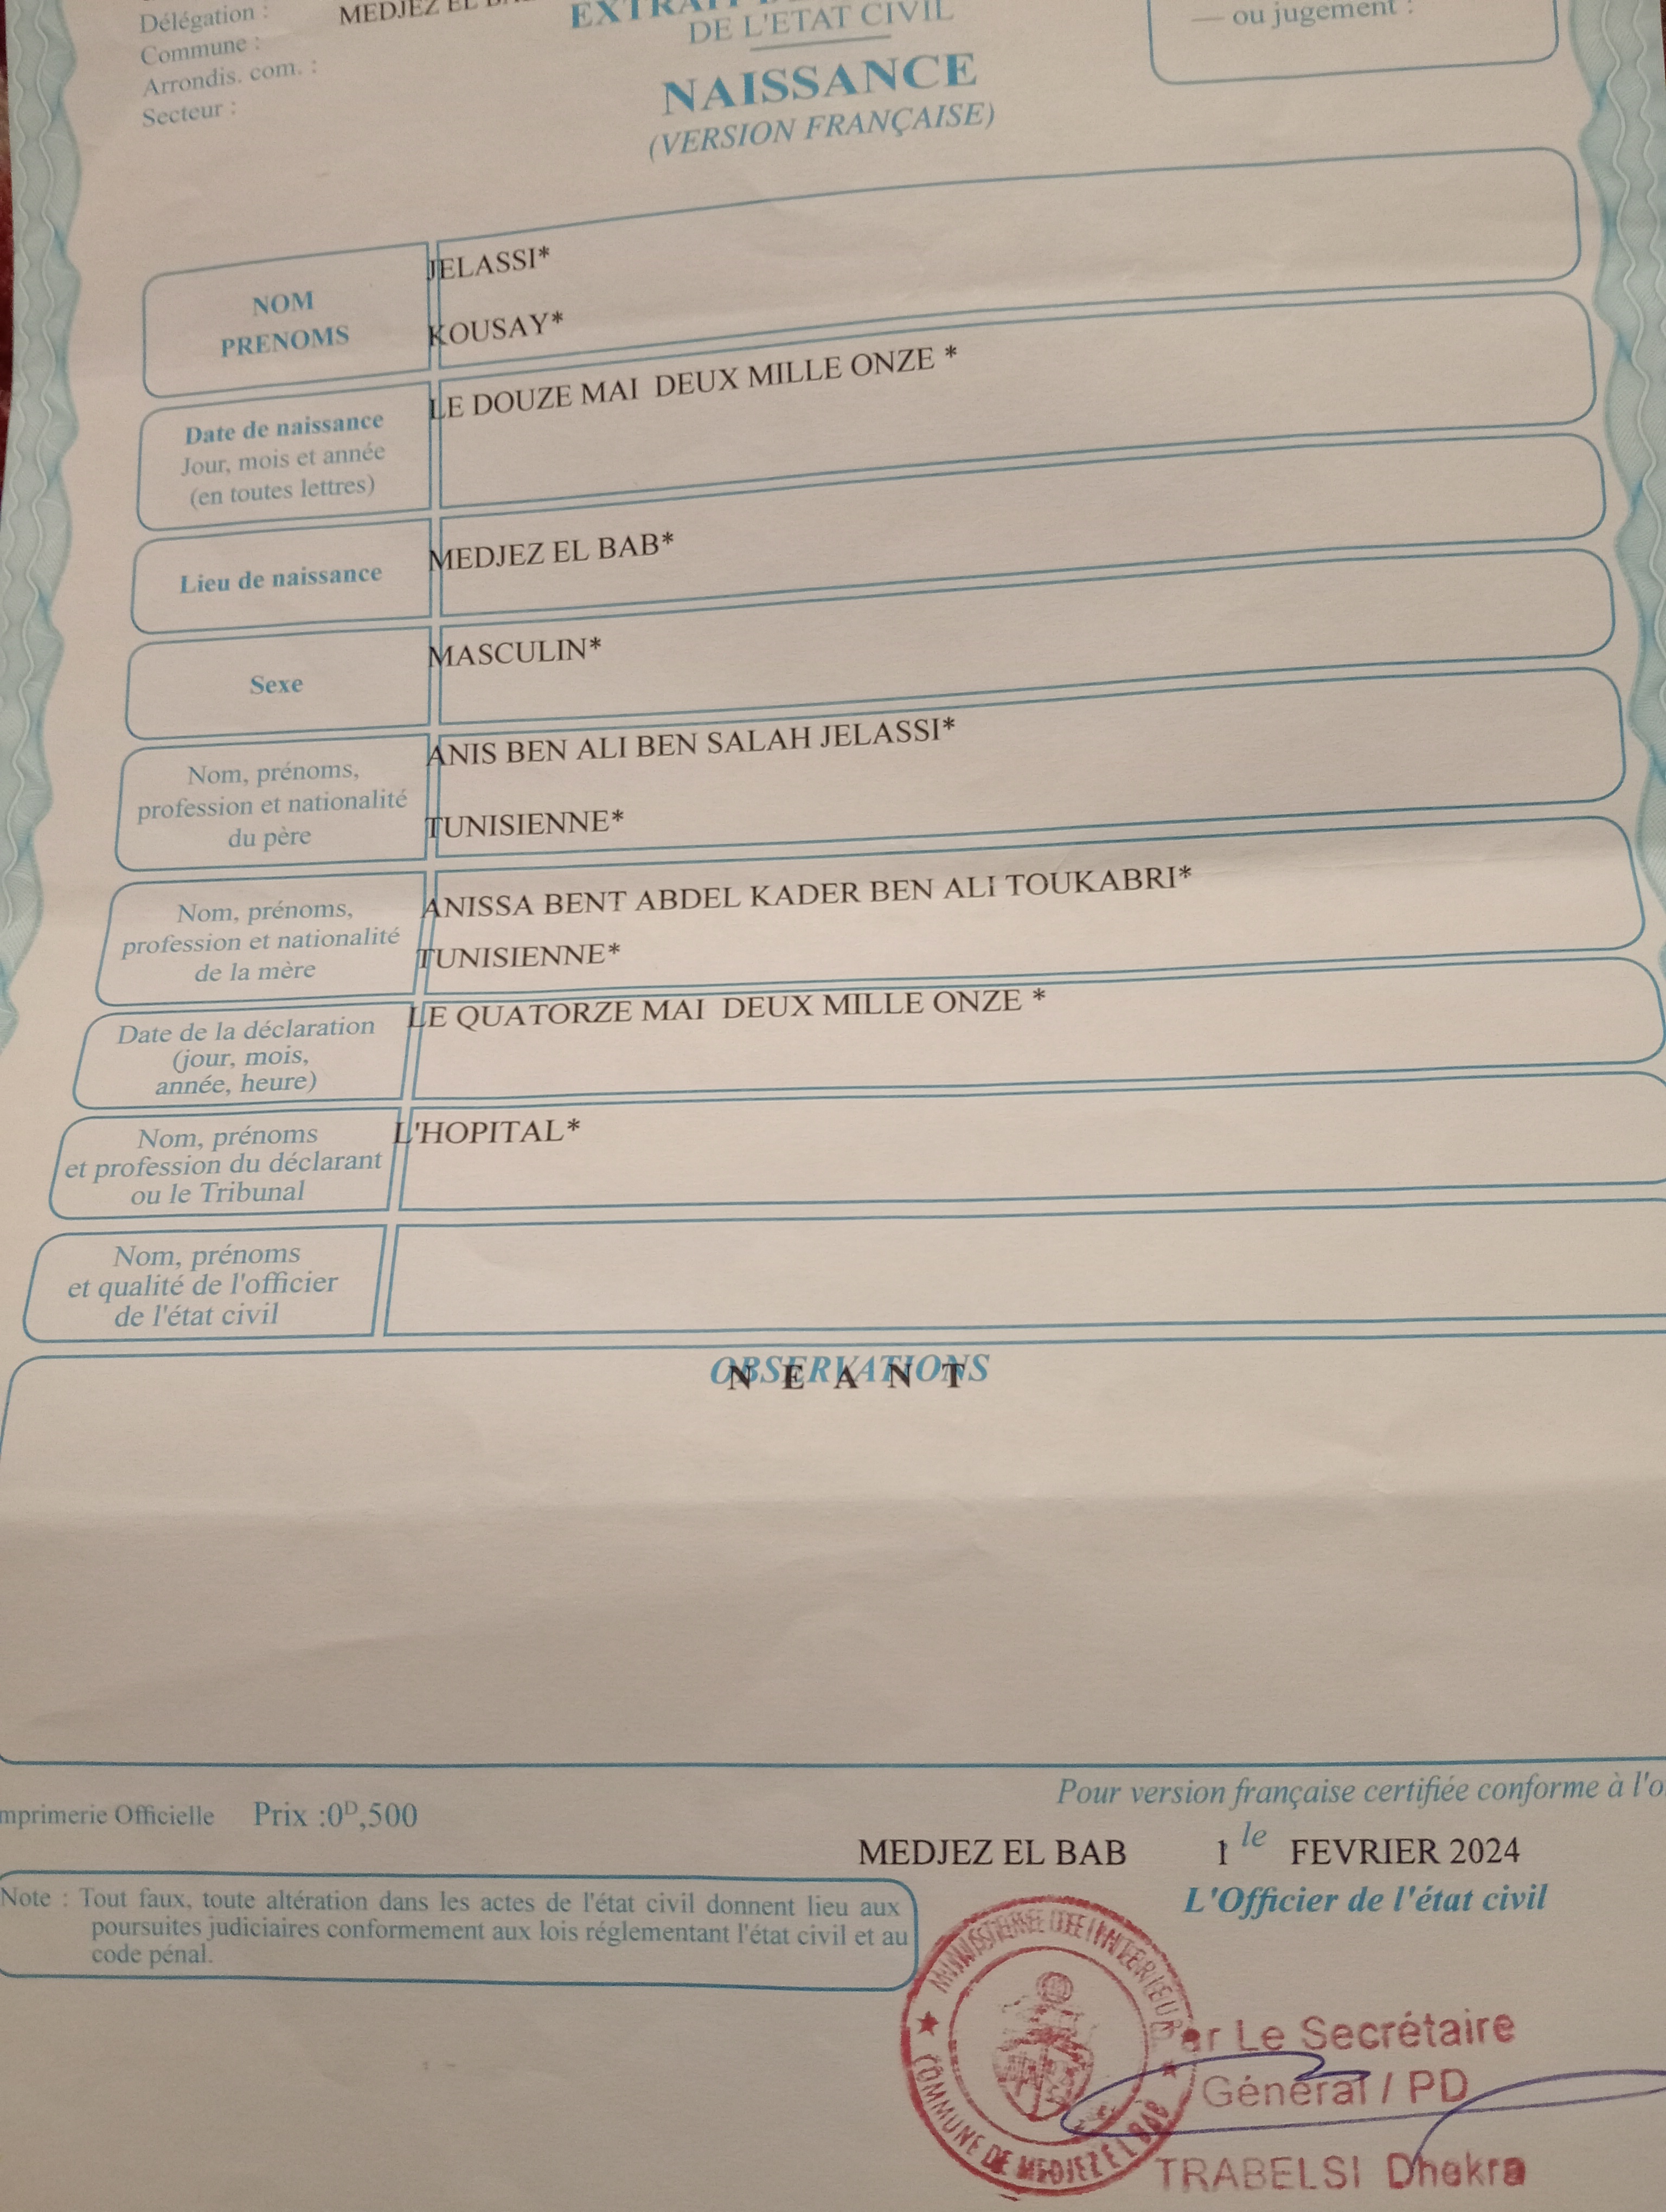 Délégation :
MEDJEZ EL
Commune :
Arrondis. com. :
Secteur :
DE L'ETAT CIVIL
NAISSANCE
(VERSION FRANÇAISE)
— ou jugement :
NOM
PRENOMS
JELASSI*
KOUSAY*
Date de naissance
Jour, mois et année
(en toutes lettres)
LE DOUZE MAI DEUX MILLE ONZE *
Lieu de naissance
MEDJEZ EL BAB*
Sexe
MASCULIN*
Nom, prénoms,
profession et nationalité
du père
ANIS BEN ALI BEN SALAH JELASSI*
TUNISIENNE*
Nom, prénoms,
profession et nationalité
de la mère
ANISSA BENT ABDEL KADER BEN ALI TOUKABRI*
TUNISIENNE*
Date de la déclaration
(jour, mois,
année, heure)
LE QUATORZE MAI DEUX MILLE ONZE *
Nom, prénoms
et profession du déclarant
ou le Tribunal
L'HOPITAL*
Nom, prénoms
et qualité de l'officier
de l'état civil
OBSERVATIONS
N E A N T
Pour version française certifiée conforme à l'o
mprimerie Officielle Prix :0ᴰ,500
MEDJEZ EL BAB 1 le FEVRIER 2024
L'Officier de l'état civil
Note : Tout faux, toute altération dans les actes de l'état civil donnent lieu aux
poursuites judiciaires conformement aux lois réglementant l'état civil et au
code pénal.
MINISTERE DE L'INTERIEUR
COMMUNE DE MEDJEZ EL BAB
Par Le Secrétaire
Général / PD
TRABELSI Dhekra